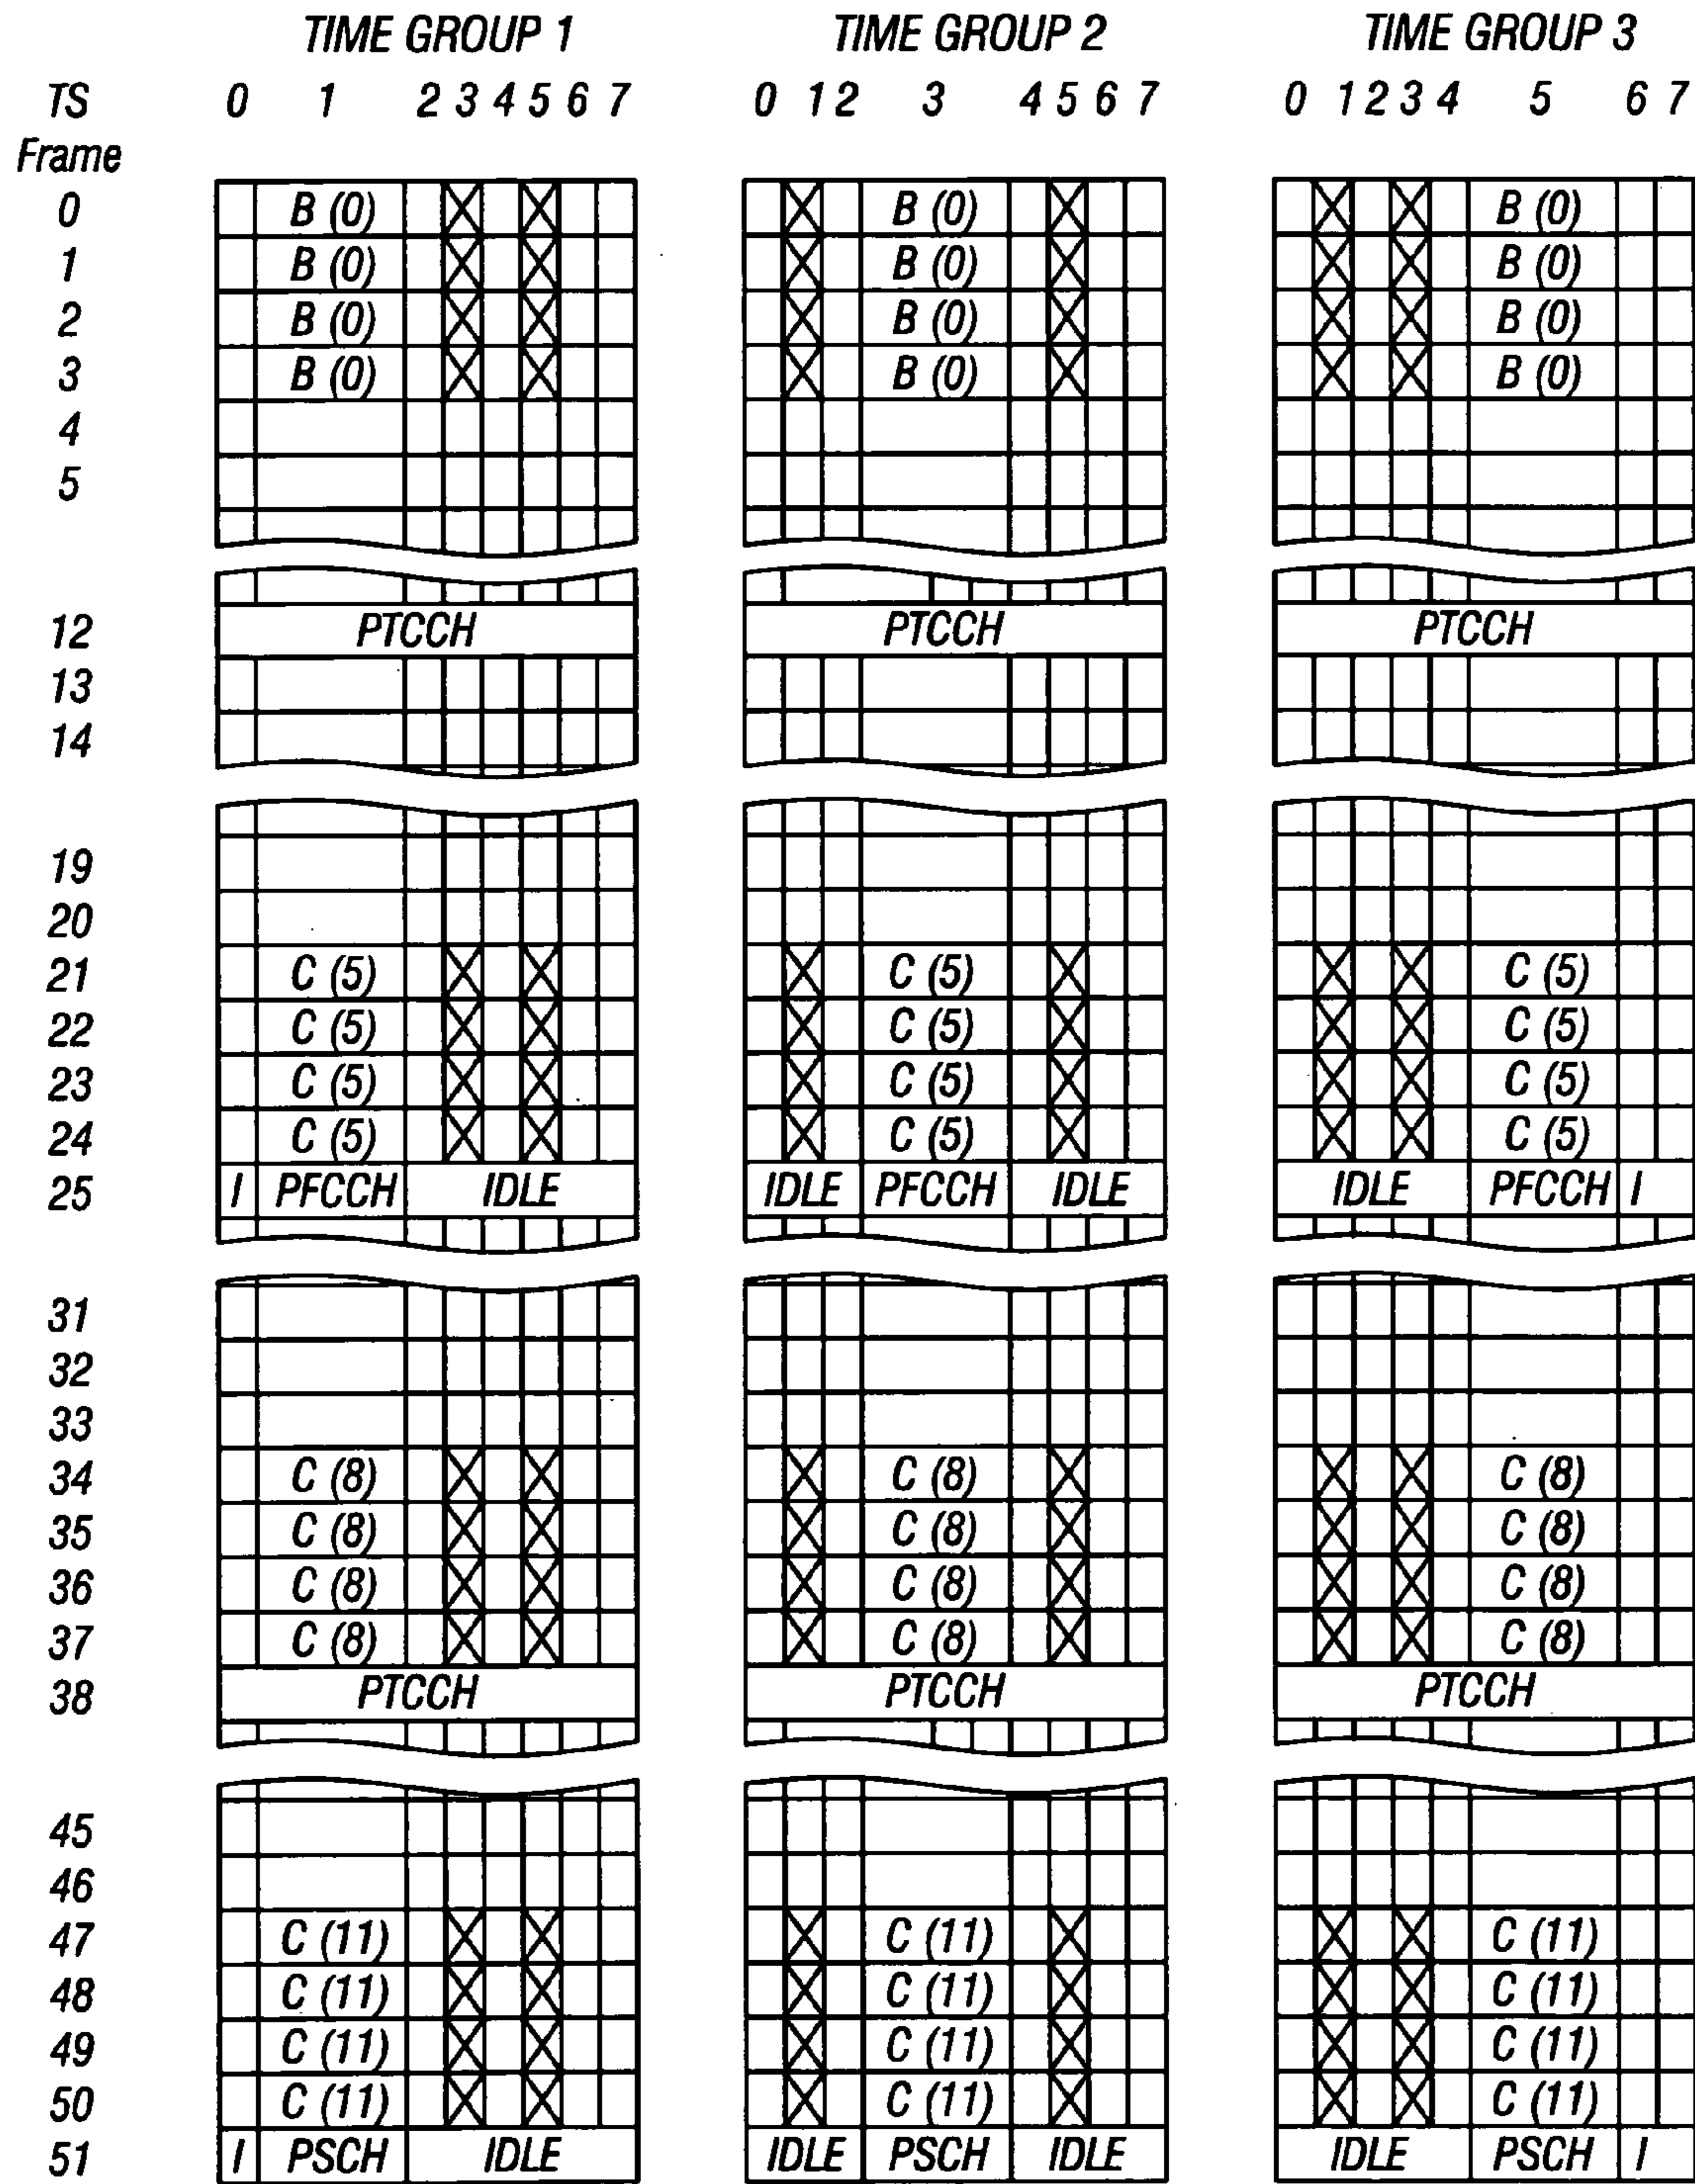 TIME GROUP 1 TIME GROUP 2 TIME GROUP 3
TS 0 1 2 3 4 5 6 7 0 1 2 3 4 5 6 7 0 1 2 3 4 5 6 7
Frame
0 B (0) B (0) B (0)
1 B (0) B (0) B (0)
2 B (0) B (0) B (0)
3 B (0) B (0) B (0)
4
5
12 PTCCH PTCCH PTCCH
13
14
19
20
21 C (5) C (5) C (5)
22 C (5) C (5) C (5)
23 C (5) C (5) C (5)
24 C (5) C (5) C (5)
25 I PFCCH IDLE IDLE PFCCH IDLE IDLE PFCCH I
31
32
33
34 C (8) C (8) C (8)
35 C (8) C (8) C (8)
36 C (8) C (8) C (8)
37 C (8) C (8) C (8)
38 PTCCH PTCCH PTCCH
45
46
47 C (11) C (11) C (11)
48 C (11) C (11) C (11)
49 C (11) C (11) C (11)
50 C (11) C (11) C (11)
51 I PSCH IDLE IDLE PSCH IDLE IDLE PSCH I